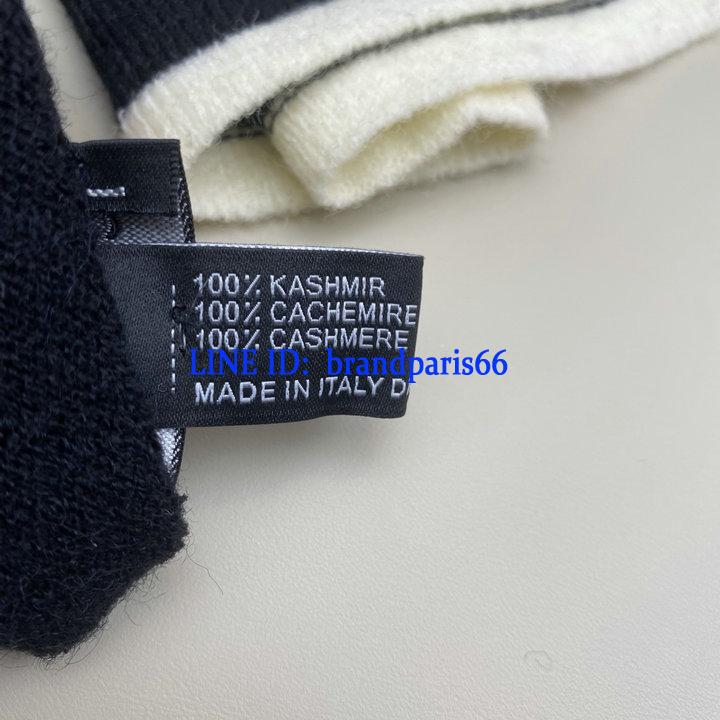 100% KASHMIR
100% CACHEMIRE
100% CASHMERE
LINE ID: brandparis66
MADE IN ITALY